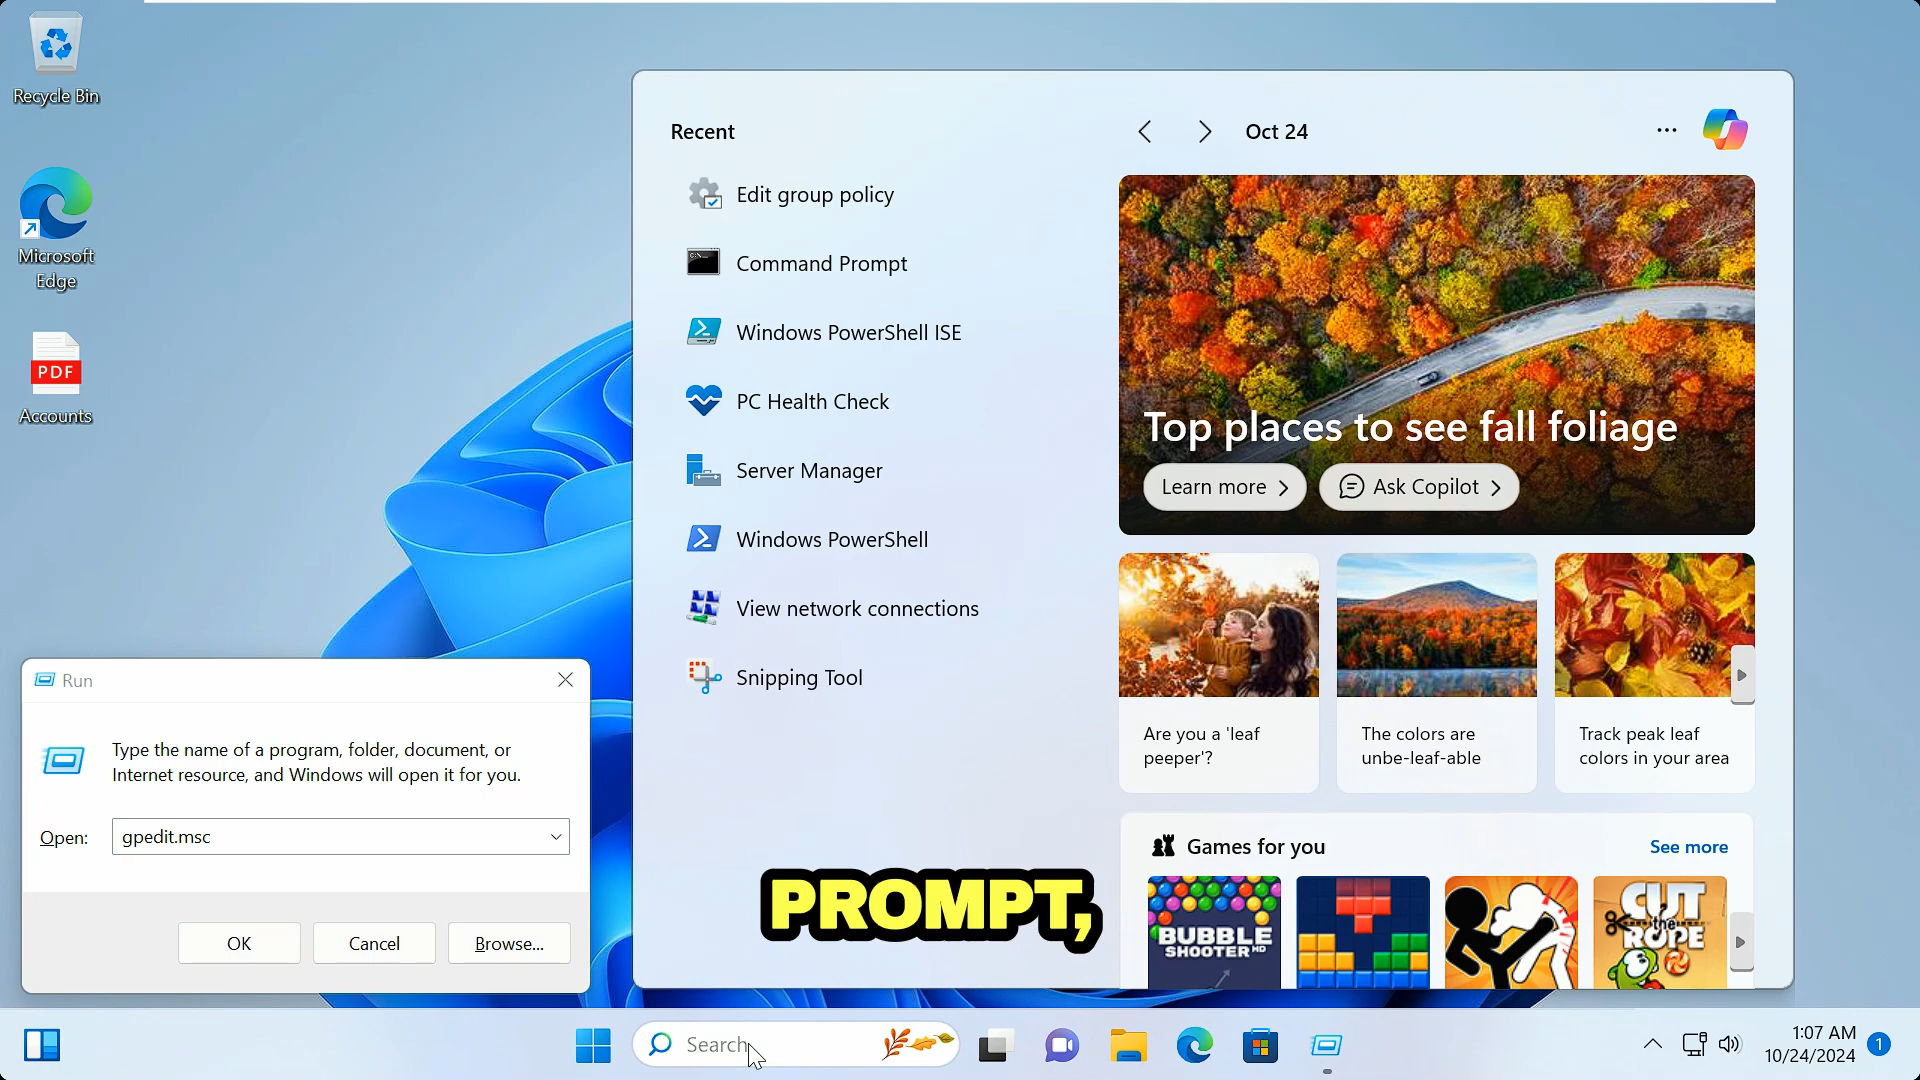 Recycle Bin
Microsoft
Edge
PDF
Accounts
Recent
Edit group policy
Command Prompt
Windows PowerShell ISE
PC Health Check
Server Manager
Windows PowerShell
View network connections
Snipping Tool
Oct 24
Top places to see fall foliage
Learn more
Ask Copilot
Are you a 'leaf
peeper'?
The colors are
unbe-leaf-able
Track peak leaf
colors in your area
Games for you
See more
BUBBLE
SHOOTER HD
CUT
the
ROPE
PROMPT,
Run
Type the name of a program, folder, document, or
Internet resource, and Windows will open it for you.
Open:
gpedit.msc
OK
Cancel
Browse...
Search
1:07 AM
10/24/2024
1